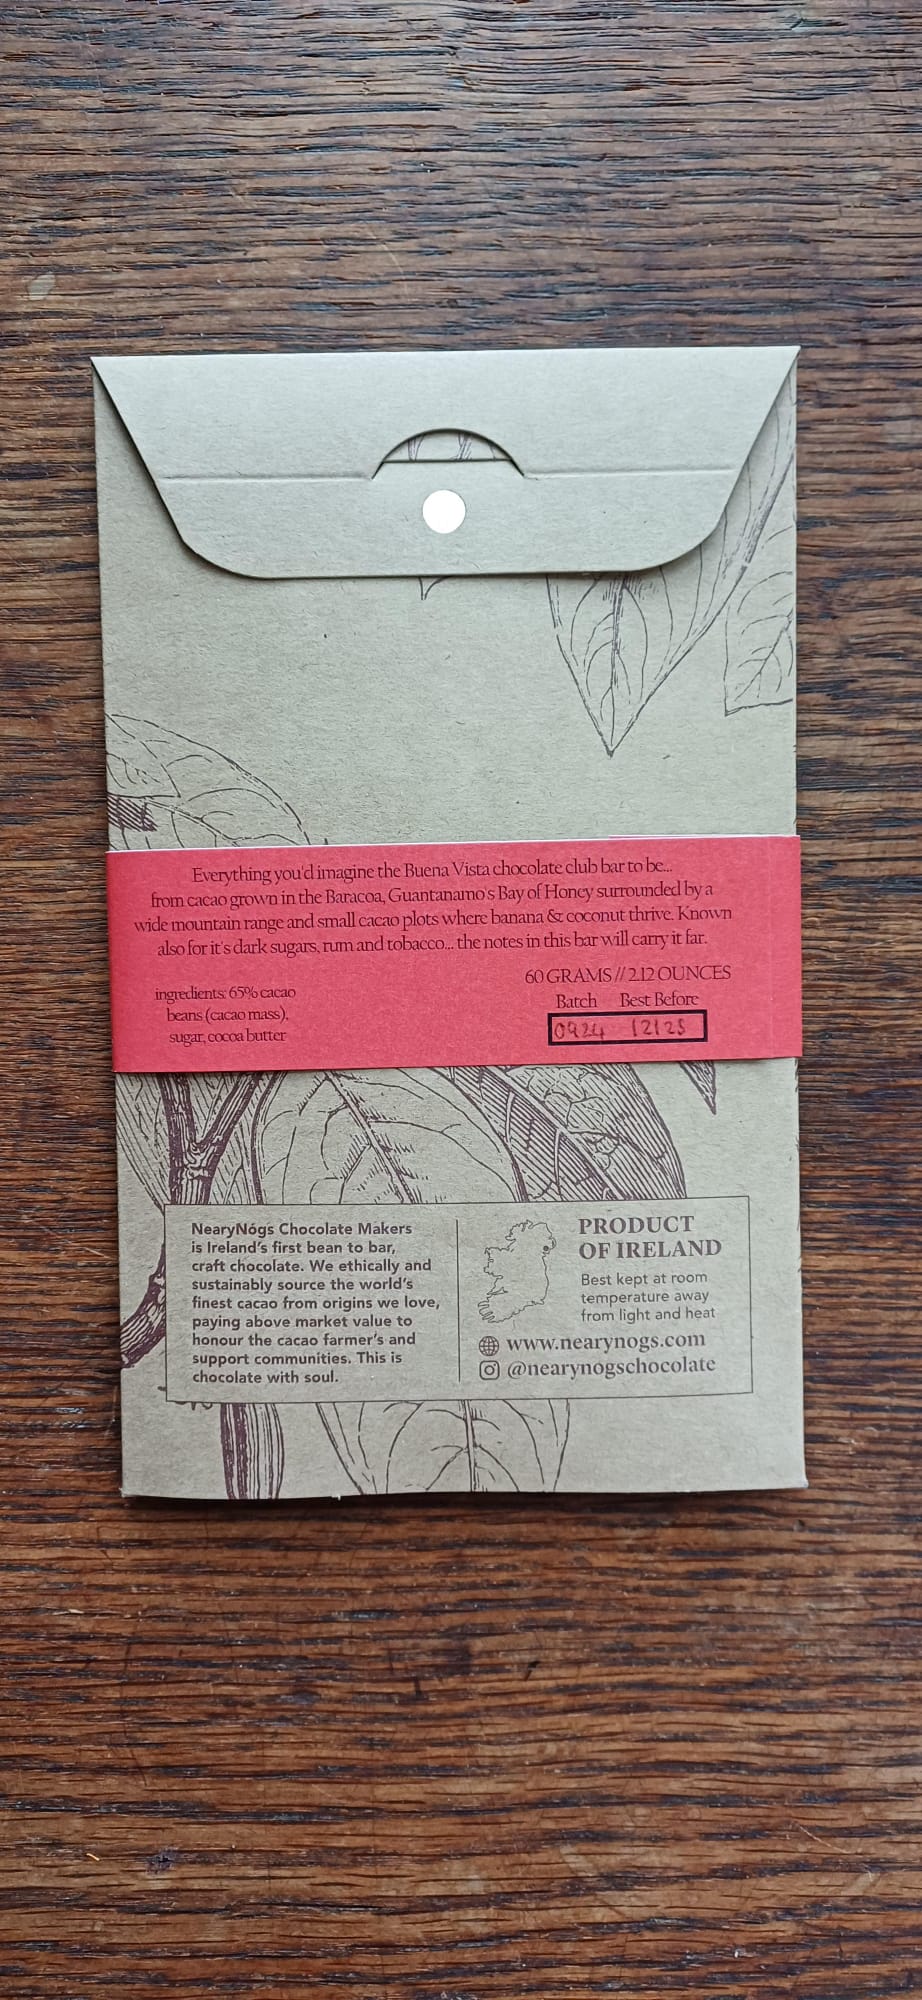 Everything you'd imagine the Buena Vista chocolate club bar to be...
from cacao grown in the Baracoa, Guantanamo's Bay of Honey surrounded by a
wide mountain range and small cacao plots where banana & coconut thrive. Known
also for it's dark sugars, rum and tobacco... the notes in this bar will carry it far.
ingredients: 65% cacao
beans (cacao mass),
sugar, cocoa butter
60 GRAMS // 2.12 OUNCES
Batch Best Before
0924 12125
NearyNógs Chocolate Makers
is Ireland's first bean to bar,
craft chocolate. We ethically and
sustainably source the world's
finest cacao from origins we love,
paying above market value to
honour the cacao farmer's and
support communities. This is
chocolate with soul.
PRODUCT
OF IRELAND
Best kept at room
temperature away
from light and heat
www.nearynogs.com
@nearynogschocolate